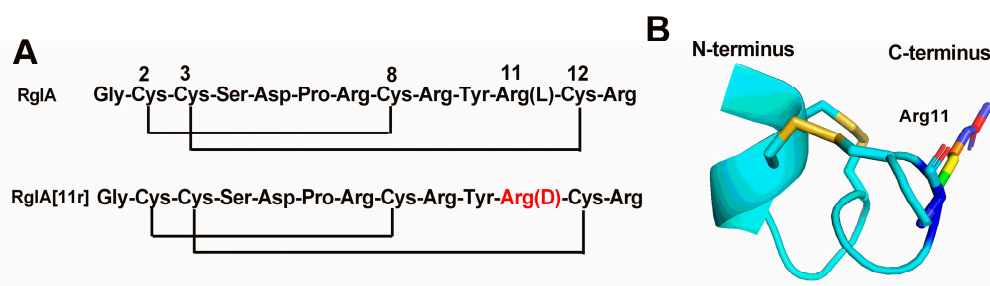 A
2 3 8 11 12
RgIA Gly-Cys-Cys-Ser-Asp-Pro-Arg-Cys-Arg-Tyr-Arg(L)-Cys-Arg
RgIA[11r] Gly-Cys-Cys-Ser-Asp-Pro-Arg-Cys-Arg-Tyr-Arg(D)-Cys-Arg
B
N-terminus C-terminus
Arg11